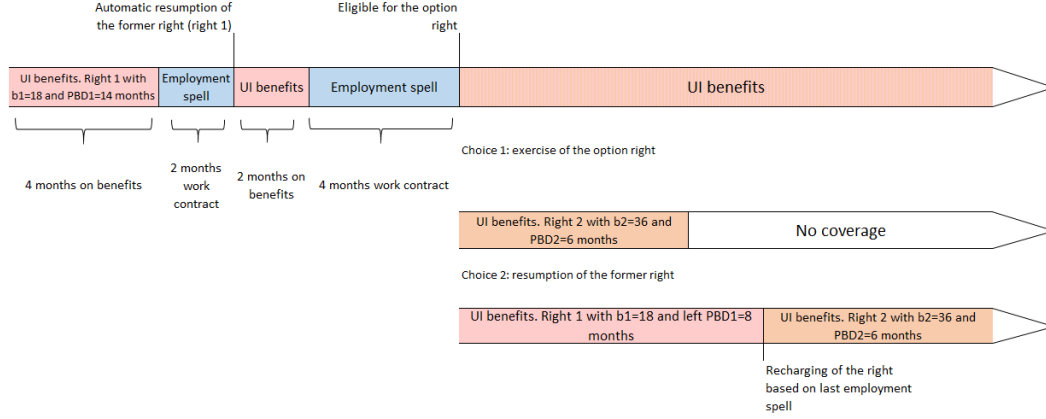 Automatic resumption of
the former right (right 1)
Eligible for the option
right
UI benefits. Right 1 with
b1=18 and PBD1=14 months
Employment
spell
UI benefits
Employment spell
UI benefits
4 months on benefits
2 months
work
contract
2 months on
benefits
4 months work contract
Choice 1: exercise of the option right
UI benefits. Right 2 with b2=36 and
PBD2=6 months
No coverage
Choice 2: resumption of the former right
UI benefits. Right 1 with b1=18 and left PBD1=8
months
UI benefits. Right 2 with b2=36 and
PBD2=6 months
Recharging of the right
based on last employment
spell